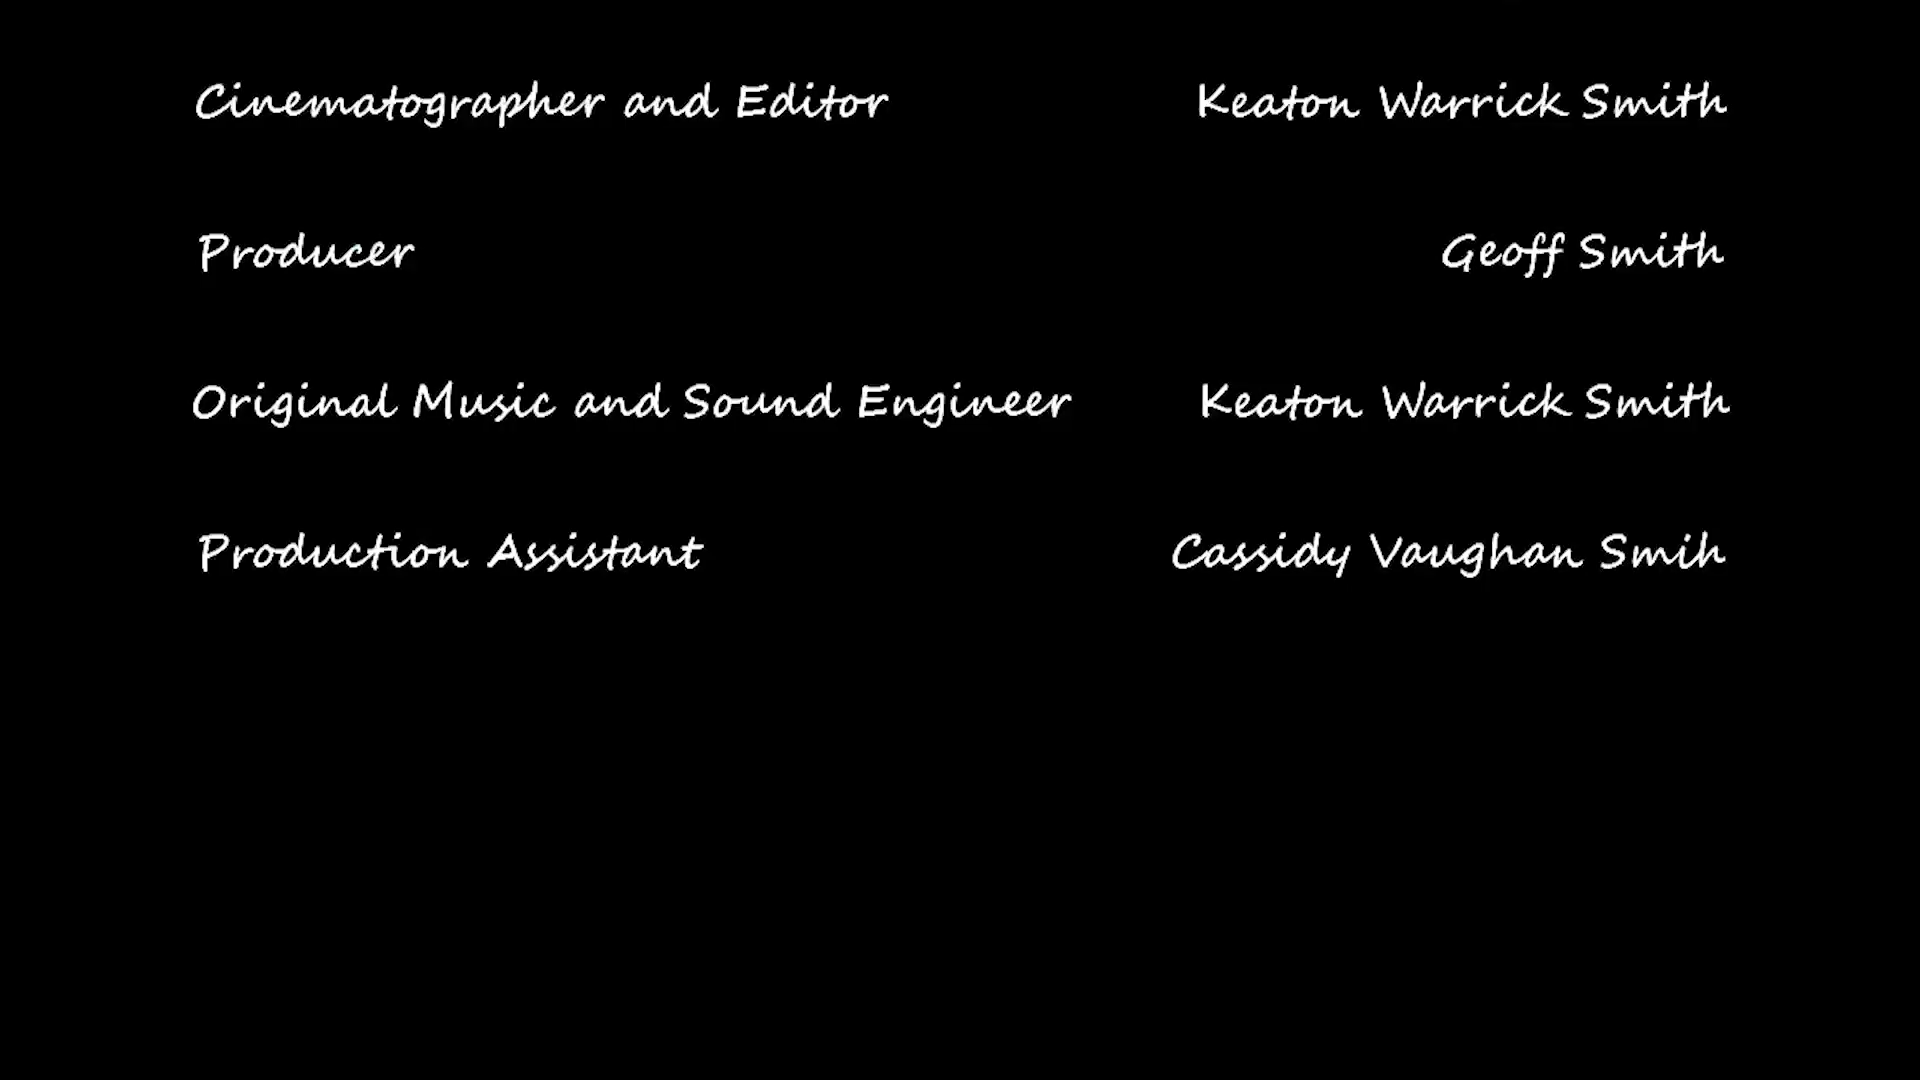 Cinematographer and Editor Keaton Warrick Smith
Producer Geoff Smith
Original Music and Sound Engineer Keaton Warrick Smith
Production Assistant Cassidy Vaughan Smih